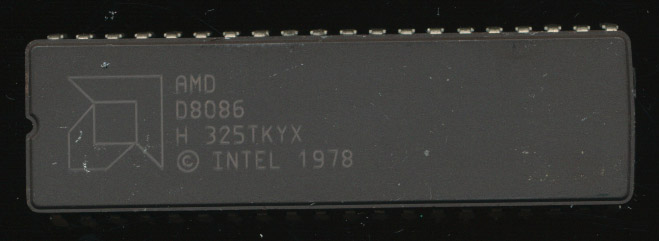 AMD
D8086
H 325TKYX
© INTEL 1978